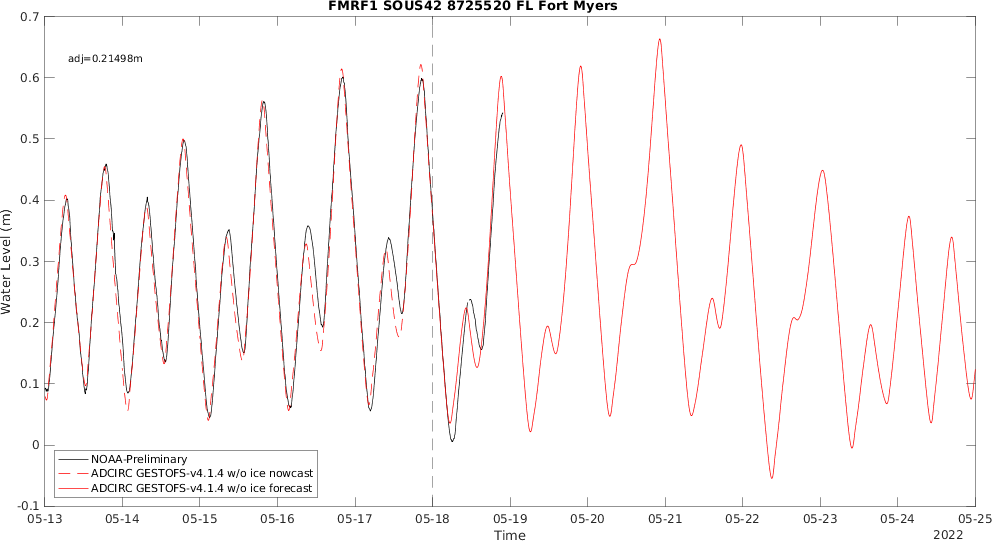 FMRF1 SOUS42 8725520 FL Fort Myers
0.7
adj=0.21498m
0.6
0.5
0.4
0.3
0.2
0.1
0
-0.1
Water Level (m)
NOAA-Preliminary
ADCIRC GESTOFS-v4.1.4 w/o ice nowcast
ADCIRC GESTOFS-v4.1.4 w/o ice forecast
05-13 05-14 05-15 05-16 05-17 05-18 05-19 05-20 05-21 05-22 05-23 05-24 05-25
Time
2022